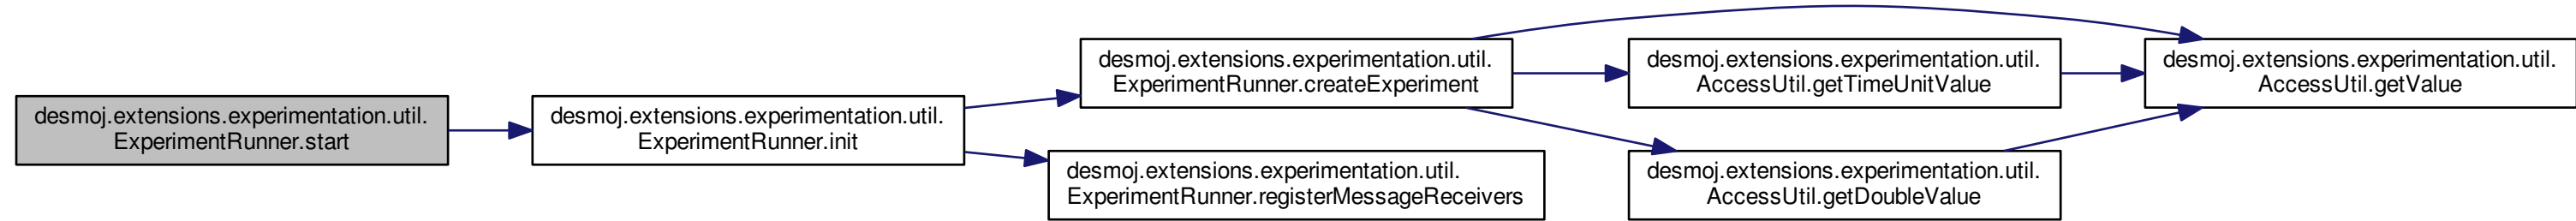 desmoj.extensions.experimentation.util.
ExperimentRunner.start
desmoj.extensions.experimentation.util.
ExperimentRunner.init
desmoj.extensions.experimentation.util.
ExperimentRunner.createExperiment
desmoj.extensions.experimentation.util.
ExperimentRunner.registerMessageReceivers
desmoj.extensions.experimentation.util.
AccessUtil.getTimeUnitValue
desmoj.extensions.experimentation.util.
AccessUtil.getDoubleValue
desmoj.extensions.experimentation.util.
AccessUtil.getValue